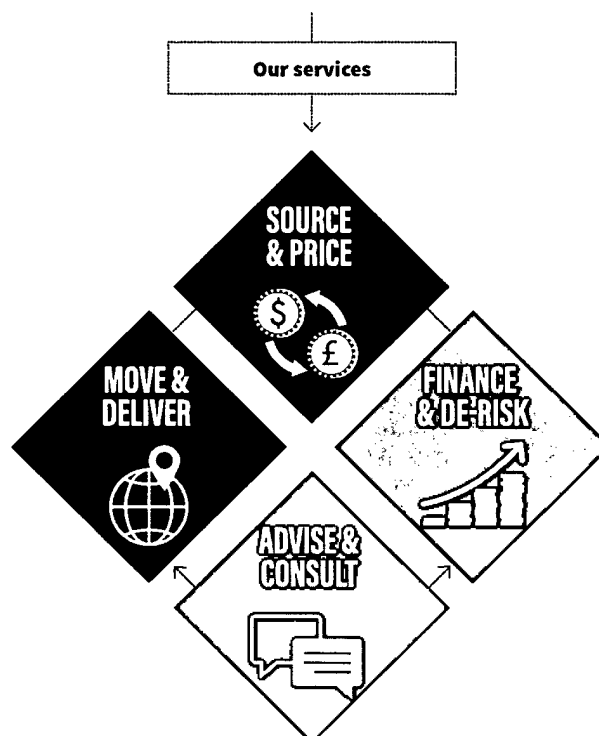 Our services
SOURCE
& PRICE
$
£
MOVE &
DELIVER
FINANCE
& DE-RISK
ADVISE &
CONSULT